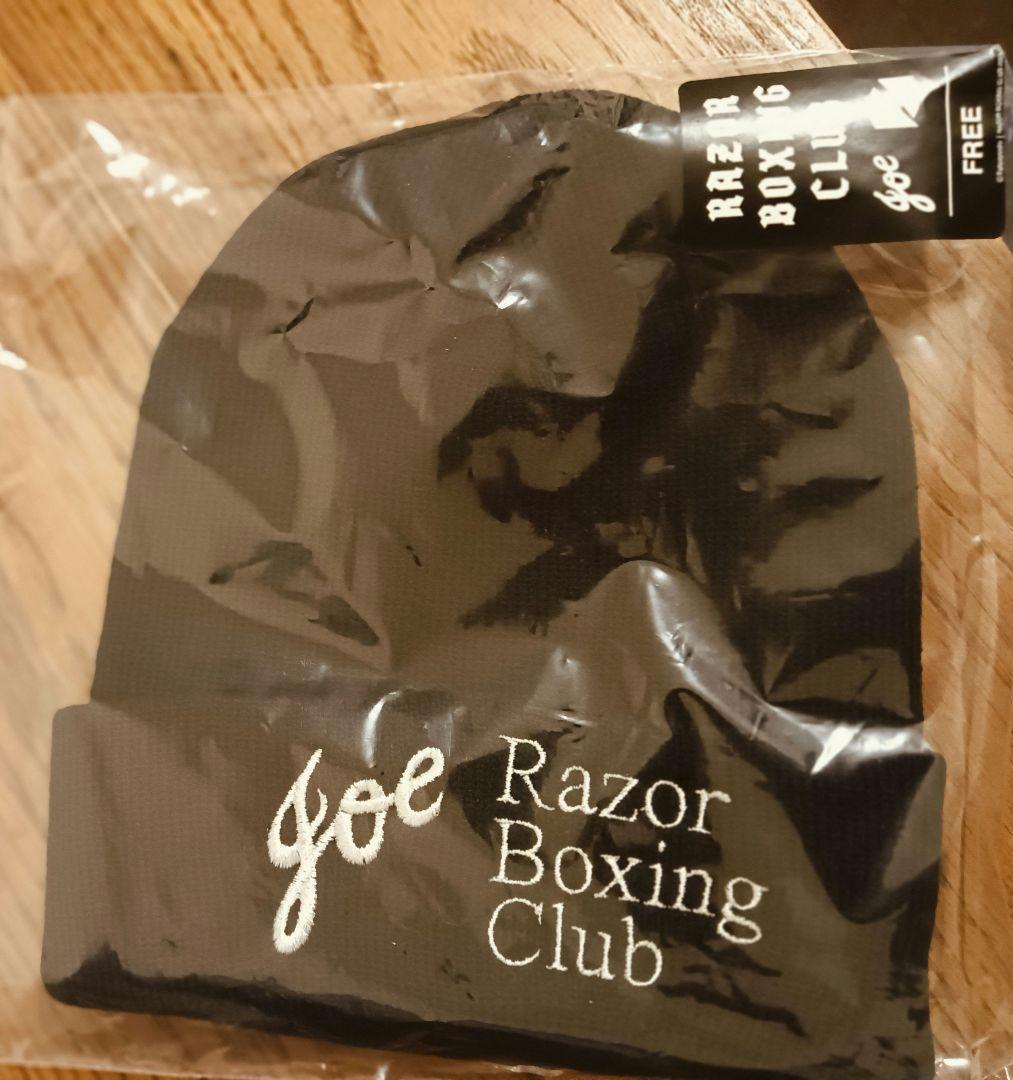 joe
Razor
Boxing
Club
RAZOR
BOXING
CLUB
joe
FREE